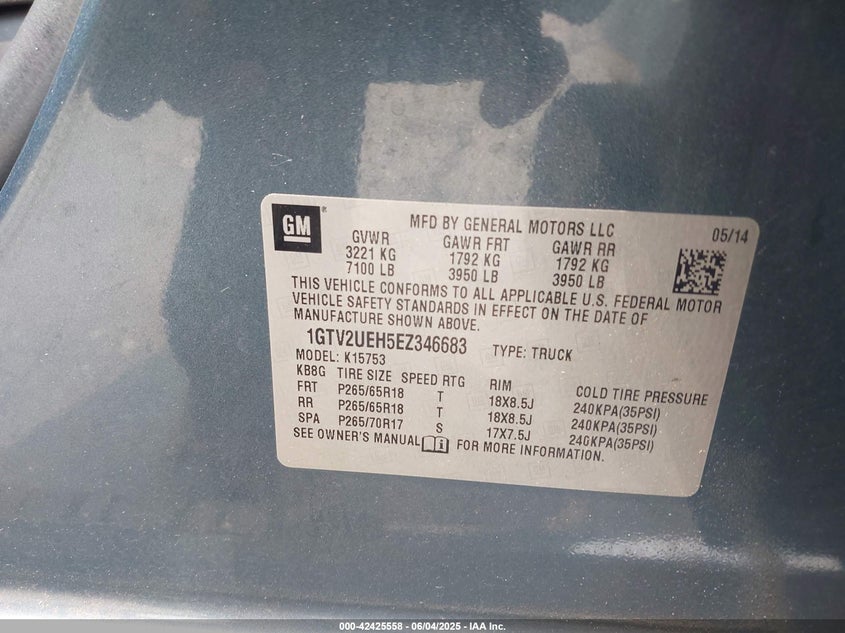 GM
MFD BY GENERAL MOTORS LLC
05/14
GVWR GAWR FRT GAWR RR
3221 KG 1792 KG 1792 KG
7100 LB 3950 LB 3950 LB
THIS VEHICLE CONFORMS TO ALL APPLICABLE U.S. FEDERAL MOTOR
VEHICLE SAFETY STANDARDS IN EFFECT ON THE DATE OF
MANUFACTURE SHOWN ABOVE.
1GTV2UEH5EZ346683 TYPE: TRUCK
MODEL: K15753
KB8G TIRE SIZE SPEED RTG RIM COLD TIRE PRESSURE
FRT P265/65R18 T 18X8.5J 240KPA(35PSI)
RR P265/65R18 T 18X8.5J 240KPA(35PSI)
SPA P265/70R17 S 17X7.5J 240KPA(35PSI)
SEE OWNER'S MANUAL FOR MORE INFORMATION.
000-42425558 - 06/04/2025 - IAA Inc.